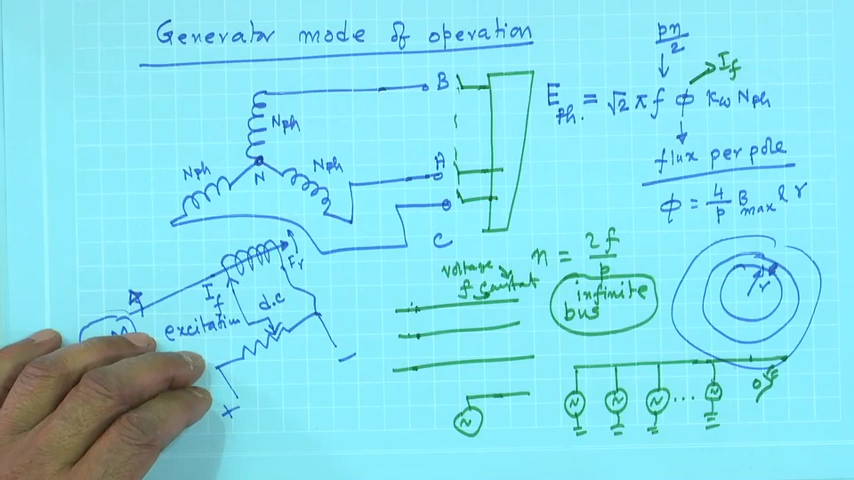 Generator mode of operation
pn/2
I_f
B
E_ph. = √2 π f φ K_w N_ph
N_ph
A
N_ph
N_ph
N
flux per pole
φ = 4/p B_max l r
C
n = 2f/p
F_r
voltage
f constant
infinite
bus
r
I_f
d.c
excitation
M
−
+
~
~ ~ ~ ... ~